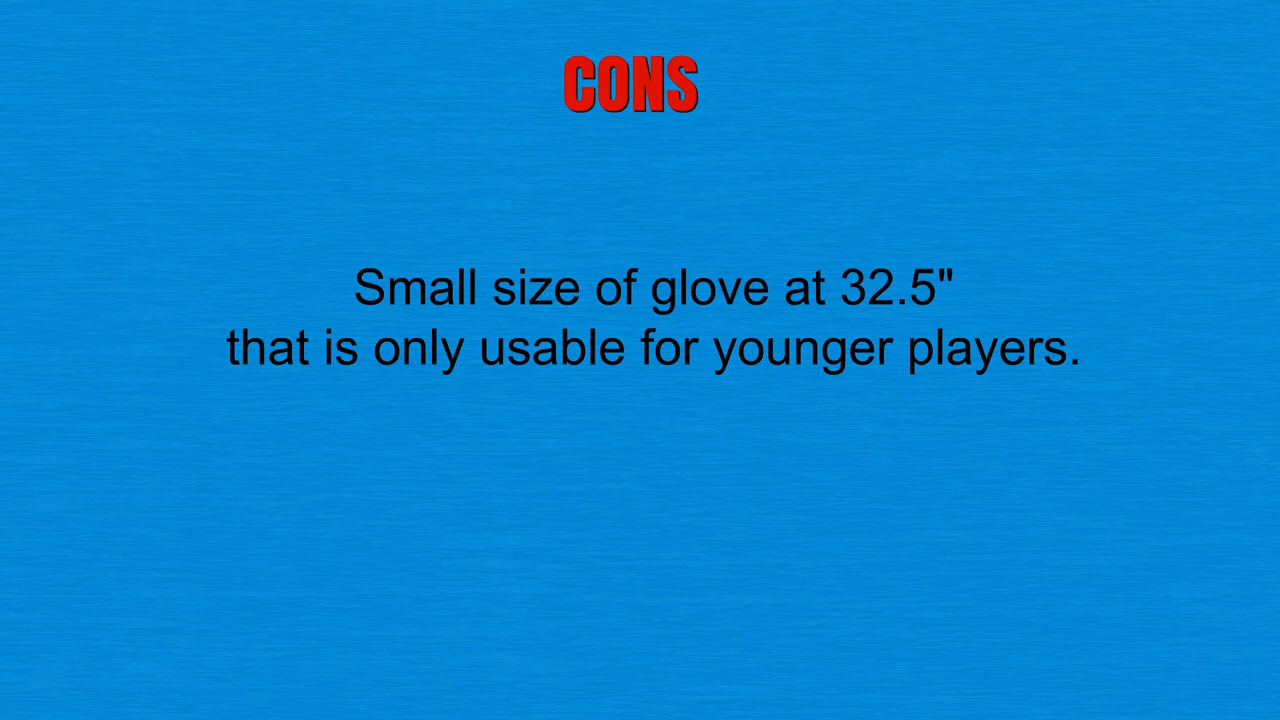 CONS
Small size of glove at 32.5"
that is only usable for younger players.